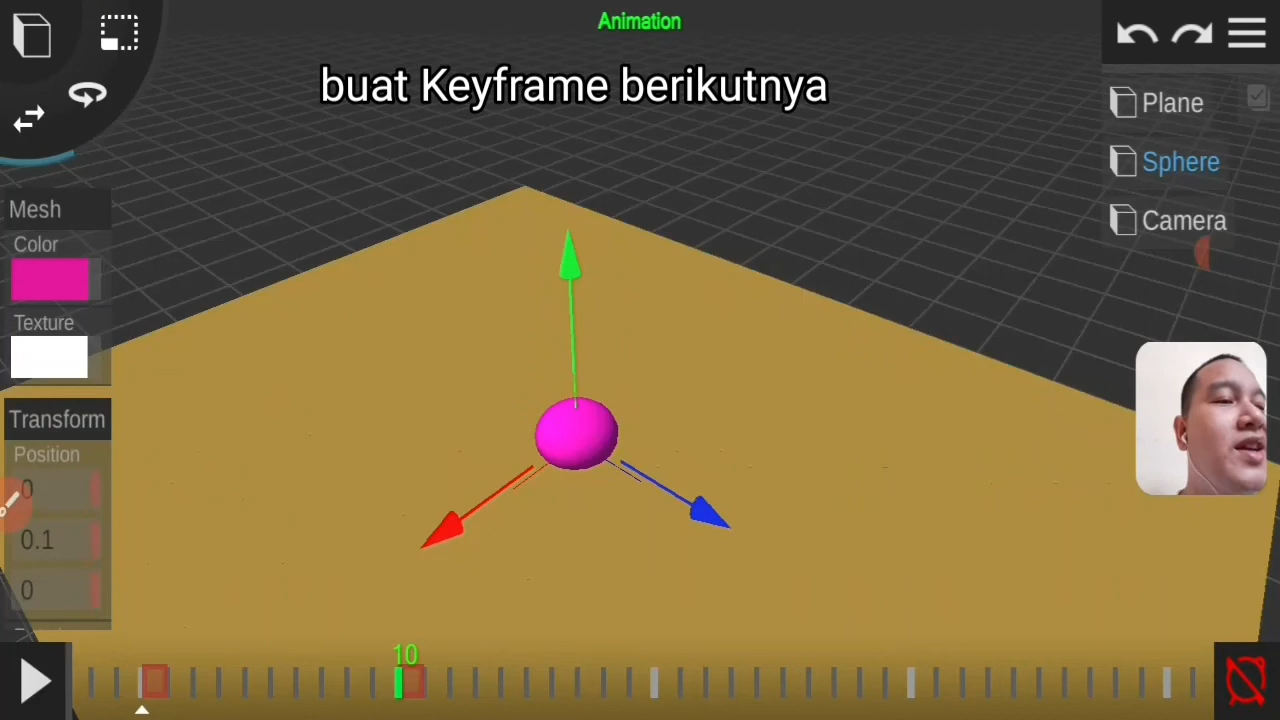 Animation
buat Keyframe berikutnya
Plane
Sphere
Camera
Mesh
Color
Texture
Transform
Position
0
0.1
0
10